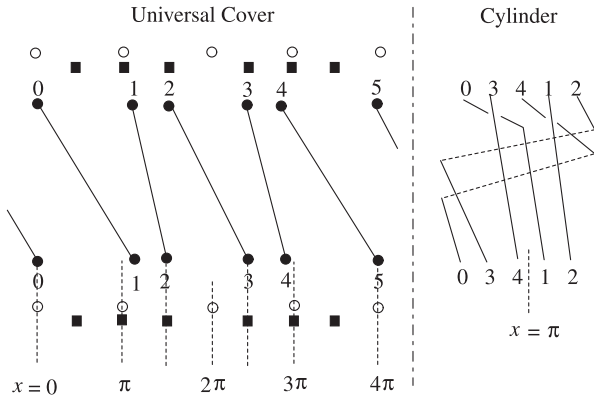 Universal Cover Cylinder
0 1 2 3 4 5
0 3 4 1 2
0 1 2 3 4 5
0 3 4 1 2
x = π
x = 0 π 2π 3π 4π